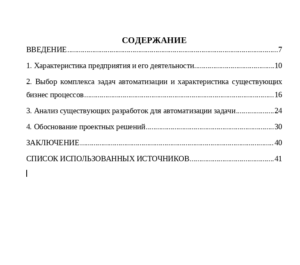 СОДЕРЖАНИЕ
ВВЕДЕНИЕ....................................................................................................7
1. Характеристика предприятия и его деятельности........................................10
2. Выбор комплекса задач автоматизации и характеристика существующих
бизнес процессов...........................................................................................16
3. Анализ существующих разработок для автоматизации задачи...................24
4. Обоснование проектных решений................................................................30
ЗАКЛЮЧЕНИЕ................................................................................................40
СПИСОК ИСПОЛЬЗОВАННЫХ ИСТОЧНИКОВ.............................................41